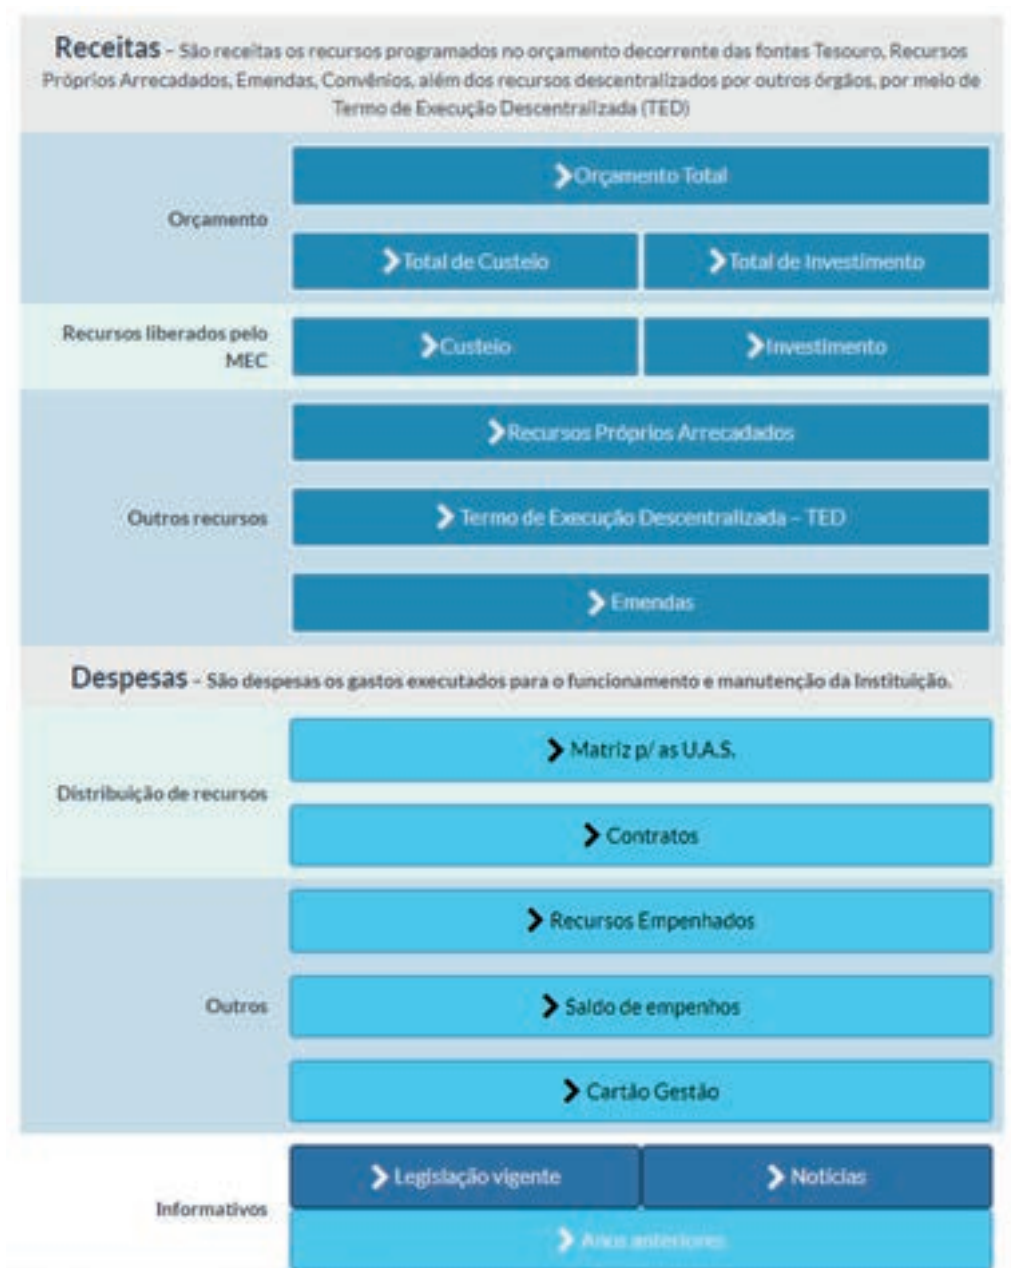 Receitas – São receitas os recursos programados no orçamento decorrente das fontes Tesouro, Recursos
Próprios Arrecadados, Emendas, Convênios, além dos recursos descentralizados por outros órgãos, por meio de
Termo de Execução Descentralizada (TED)
Orçamento
Orçamento Total
Total de Custeio
Total de Investimento
Recursos liberados pelo
MEC
Custeio
Investimento
Outros recursos
Recursos Próprios Arrecadados
Termo de Execução Descentralizada – TED
Emendas
Despesas – São despesas os gastos executados para o funcionamento e manutenção da Instituição.
Distribuição de recursos
Matriz p/ as U.A.S.
Contratos
Outros
Recursos Empenhados
Saldo de empenhos
Cartão Gestão
Informativos
Legislação vigente
Notícias
Anos anteriores